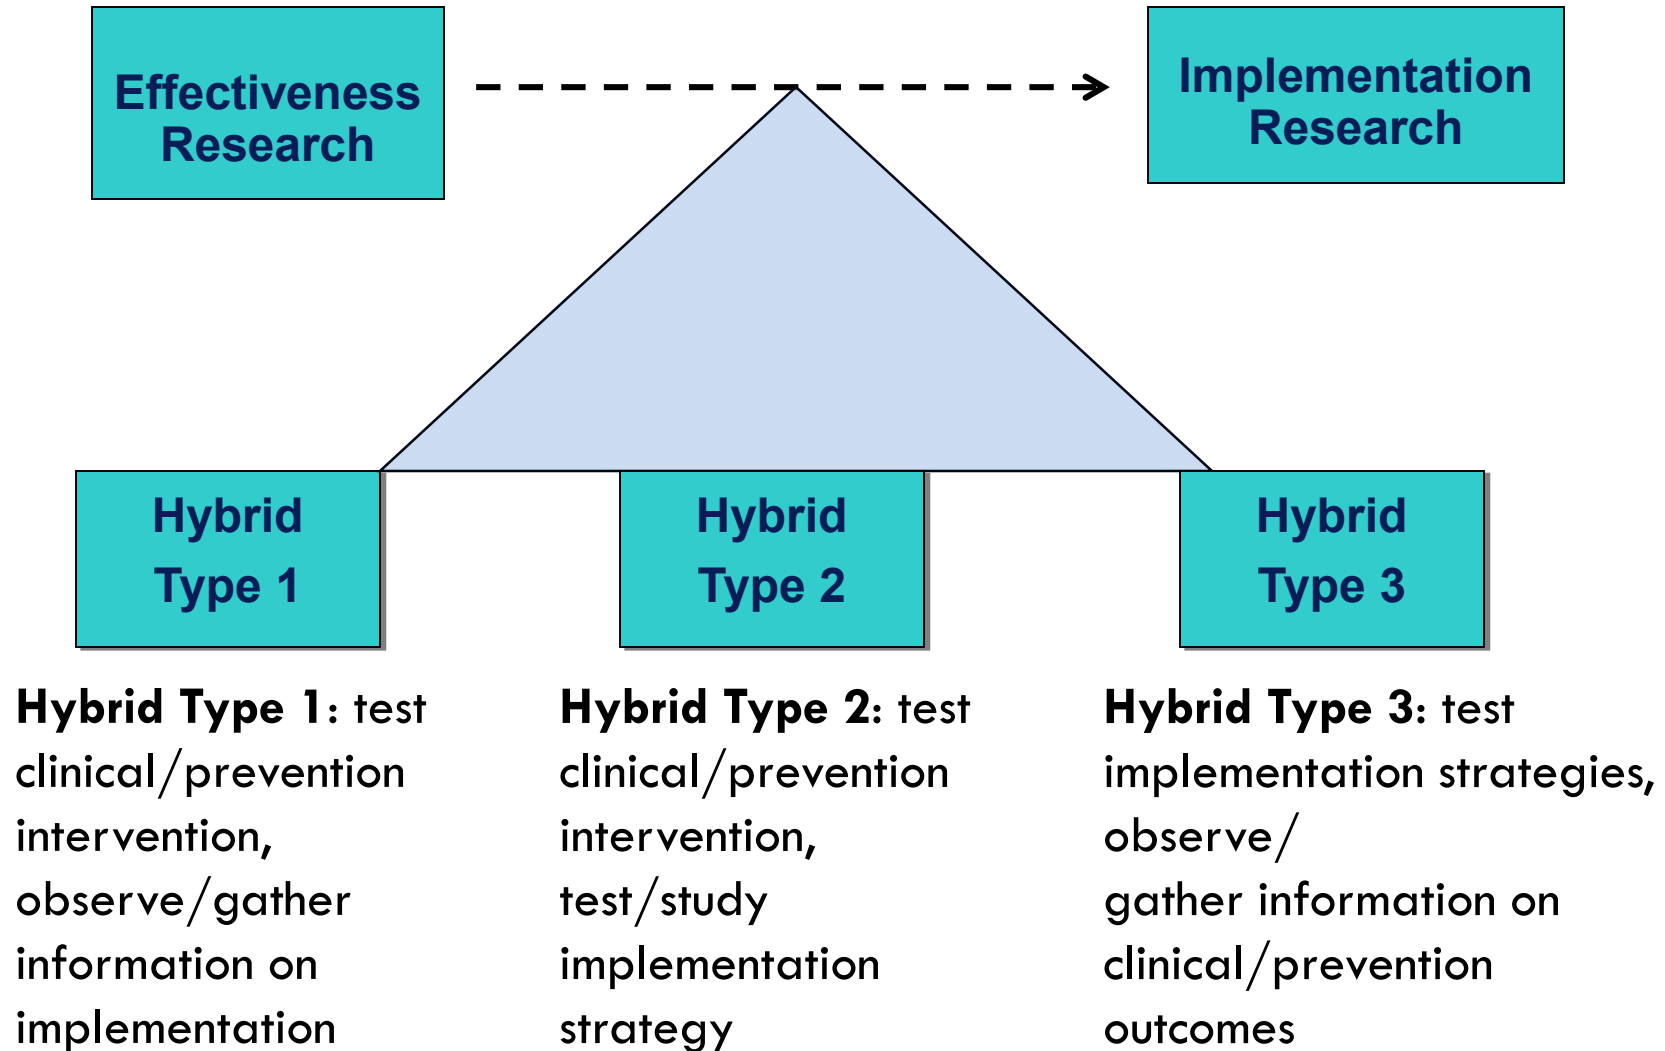 Effectiveness
Research
Implementation
Research
Hybrid
Type 1
Hybrid
Type 2
Hybrid
Type 3
Hybrid Type 1: test
clinical/prevention
intervention,
observe/gather
information on
implementation
Hybrid Type 2: test
clinical/prevention
intervention,
test/study
implementation
strategy
Hybrid Type 3: test
implementation strategies,
observe/
gather information on
clinical/prevention
outcomes